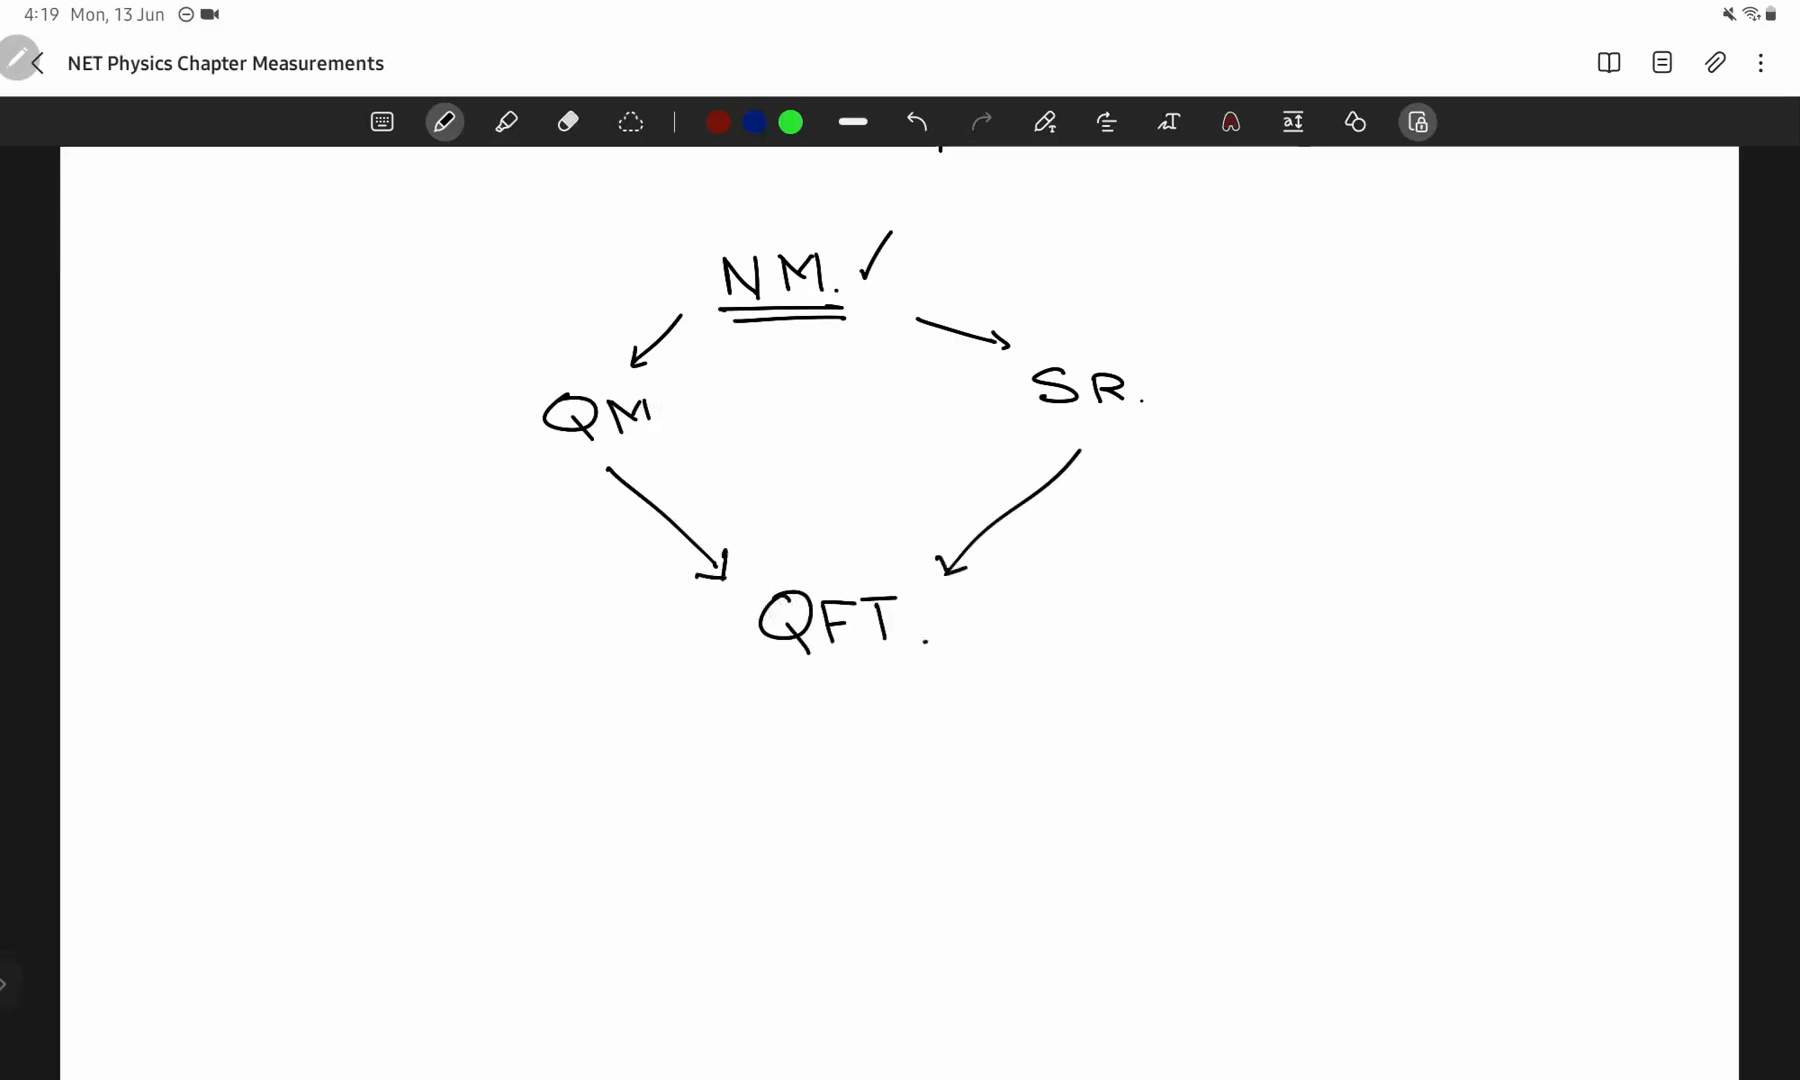 4:19 Mon, 13 Jun
NET Physics Chapter Measurements
NM.
QM
SR.
QFT.